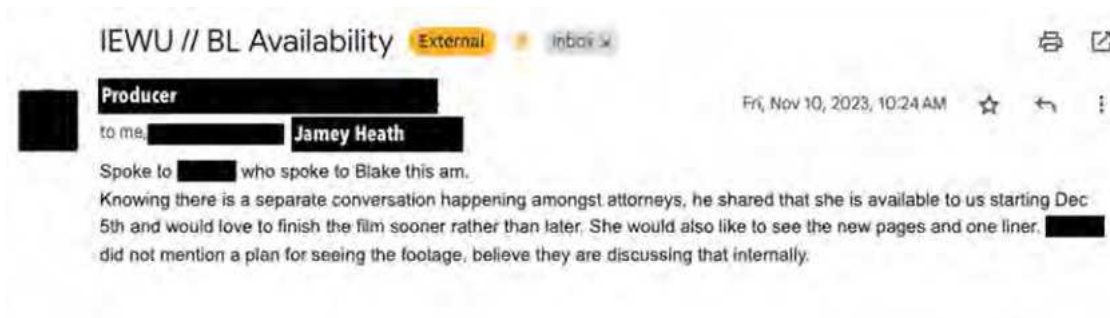 IEWU // BL Availability External Inbox x
Producer
Fri, Nov 10, 2023, 10:24 AM
to me, Jamey Heath
Spoke to who spoke to Blake this am.
Knowing there is a separate conversation happening amongst attorneys, he shared that she is available to us starting Dec
5th and would love to finish the film sooner rather than later. She would also like to see the new pages and one liner.
did not mention a plan for seeing the footage, believe they are discussing that internally.